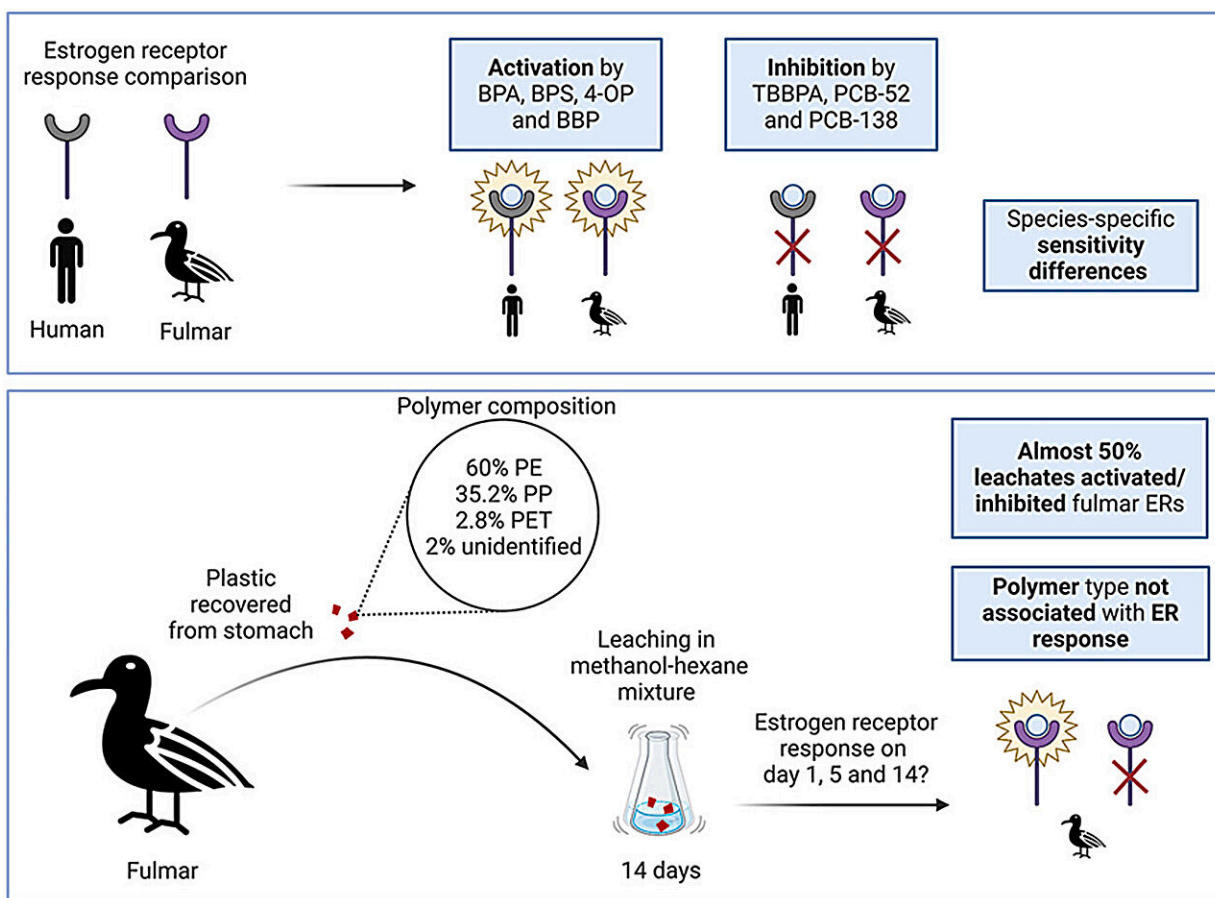 Estrogen receptor
response comparison
Human
Fulmar
Activation by
BPA, BPS, 4-OP
and BBP
Inhibition by
TBBPA, PCB-52
and PCB-138
Species-specific
sensitivity
differences
Polymer composition
60% PE
35.2% PP
2.8% PET
2% unidentified
Plastic
recovered
from stomach
Fulmar
Leaching in
methanol-hexane
mixture
14 days
Estrogen receptor
response on
day 1, 5 and 14?
Almost 50%
leachates activated/
inhibited fulmar ERs
Polymer type not
associated with ER
response